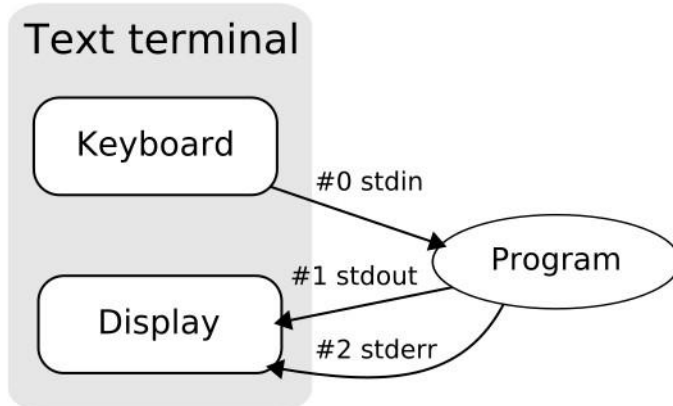 Text terminal
Keyboard
#0 stdin
Program
#1 stdout
Display
#2 stderr